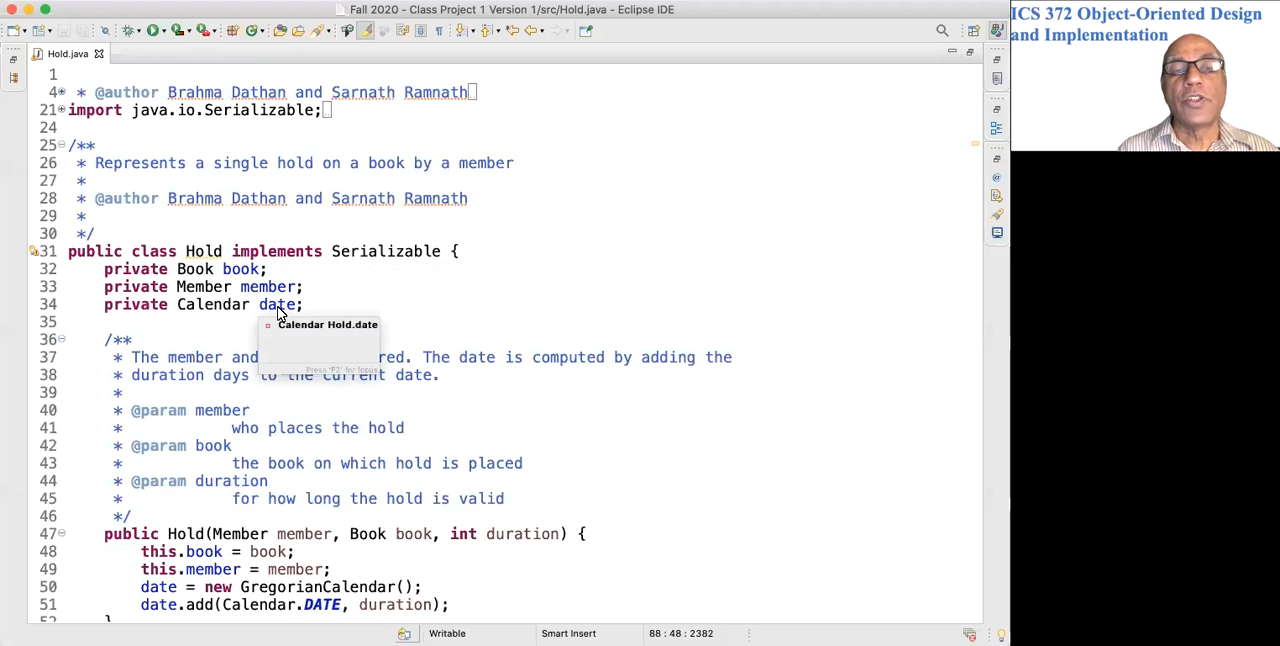 Fall 2020 - Class Project 1 Version 1/src/Hold.java - Eclipse IDE
ICS 372 Object-Oriented Design
and Implementation
Hold.java
1
4 * @author Brahma Dathan and Sarnath Ramnath
21 import java.io.Serializable;
24
25 /**
26 * Represents a single hold on a book by a member
27 *
28 * @author Brahma Dathan and Sarnath Ramnath
29 *
30 */
31 public class Hold implements Serializable {
32 private Book book;
33 private Member member;
34 private Calendar date;
Calendar Hold.date
Press 'F2' for focus
35
36 /**
37 * The member and red. The date is computed by adding the
38 * duration days to the current date.
39 *
40 * @param member
41 * who places the hold
42 * @param book
43 * the book on which hold is placed
44 * @param duration
45 * for how long the hold is valid
46 */
47 public Hold(Member member, Book book, int duration) {
48 this.book = book;
49 this.member = member;
50 date = new GregorianCalendar();
51 date.add(Calendar.DATE, duration);
52 }
Writable
Smart Insert
88 : 48 : 2382